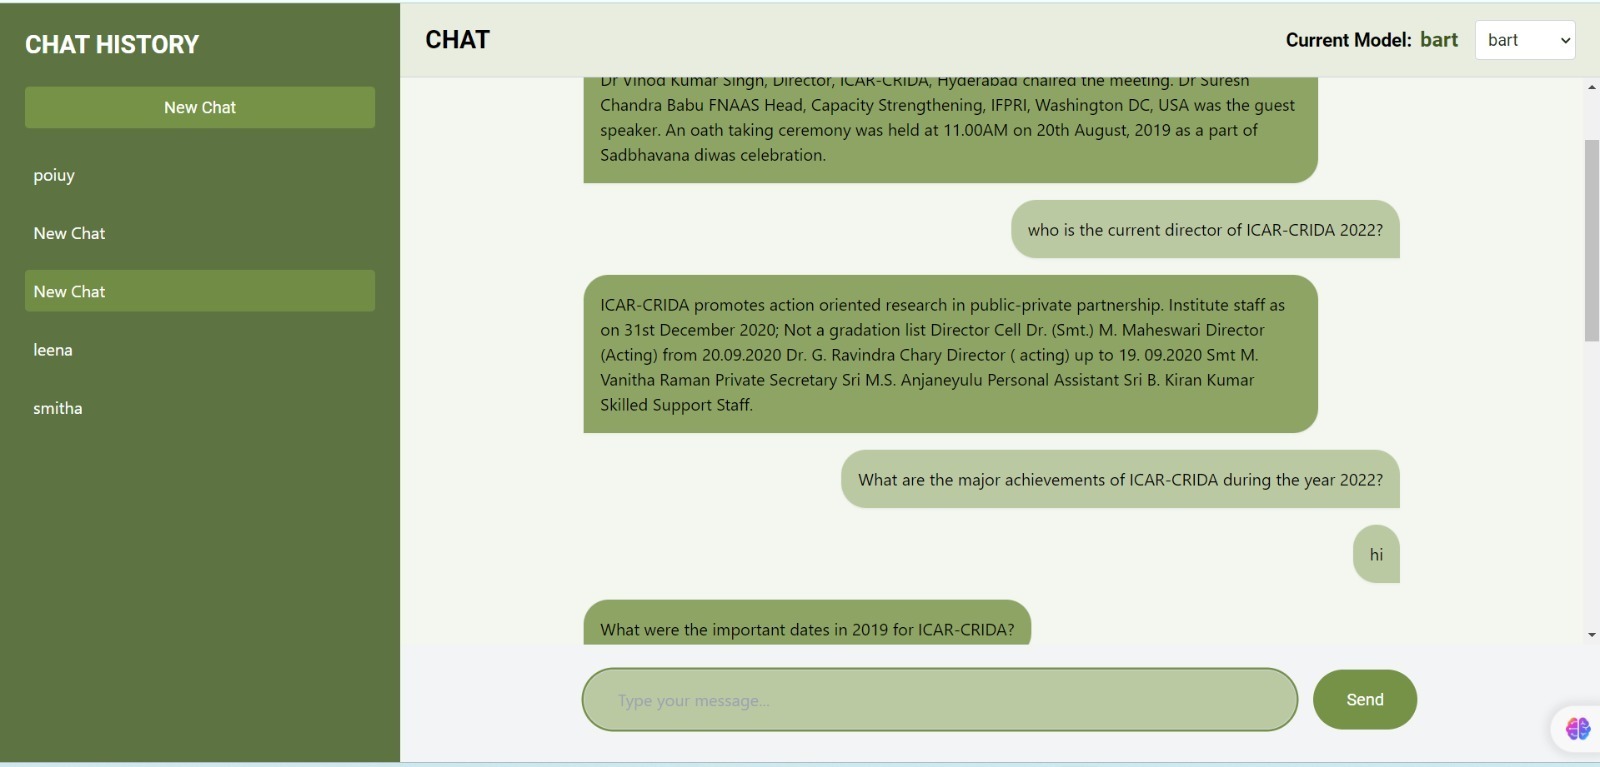 CHAT HISTORY
New Chat
poiuy
New Chat
New Chat
leena
smitha
CHAT
Current Model: bart
bart
Dr Vinod Kumar Singh, Director, ICAR-CRIDA, Hyderabad chaired the meeting. Dr Suresh
Chandra Babu FNAAS Head, Capacity Strengthening, IFPRI, Washington DC, USA was the guest
speaker. An oath taking ceremony was held at 11.00AM on 20th August, 2019 as a part of
Sadbhavana diwas celebration.
who is the current director of ICAR-CRIDA 2022?
ICAR-CRIDA promotes action oriented research in public-private partnership. Institute staff as
on 31st December 2020; Not a gradation list Director Cell Dr. (Smt.) M. Maheswari Director
(Acting) from 20.09.2020 Dr. G. Ravindra Chary Director ( acting) up to 19. 09.2020 Smt M.
Vanitha Raman Private Secretary Sri M.S. Anjaneyulu Personal Assistant Sri B. Kiran Kumar
Skilled Support Staff.
What are the major achievements of ICAR-CRIDA during the year 2022?
hi
What were the important dates in 2019 for ICAR-CRIDA?
Type your message...
Send